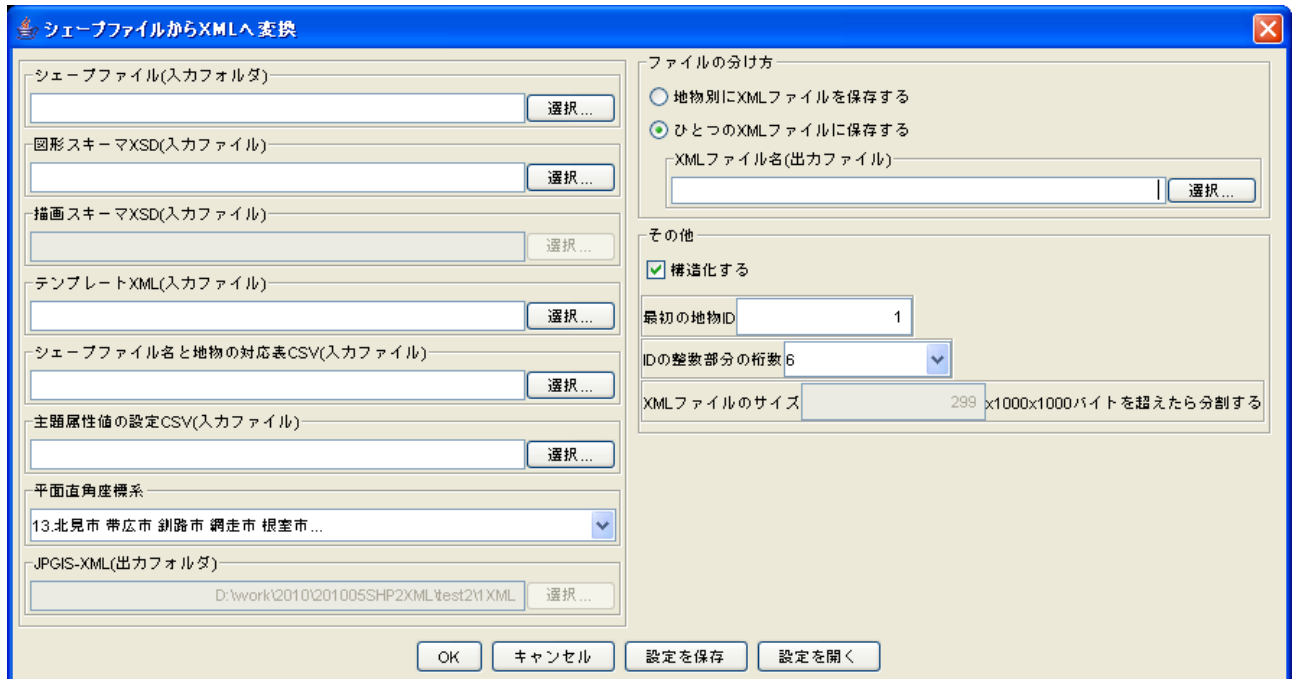 シェープファイルからXMLへ変換
シェープファイル(入力フォルダ)
選択...
図形スキーマXSD(入力ファイル)
選択...
描画スキーマXSD(入力ファイル)
選択...
テンプレートXML(入力ファイル)
選択...
シェープファイル名と地物の対応表CSV(入力ファイル)
選択...
主題属性値の設定CSV(入力ファイル)
選択...
平面直角座標系
13.北見市 帯広市 釧路市 網走市 根室市...
JPGIS-XML(出力フォルダ)
D:\work\2010\201005SHP2XML\test2\1XML 選択...
ファイルの分け方
地物別にXMLファイルを保存する
ひとつのXMLファイルに保存する
XMLファイル名(出力ファイル)
選択...
その他
構造化する
最初の地物ID 1
IDの整数部分の桁数 6
XMLファイルのサイズ 299 x1000x1000バイトを超えたら分割する
OK キャンセル 設定を保存 設定を開く